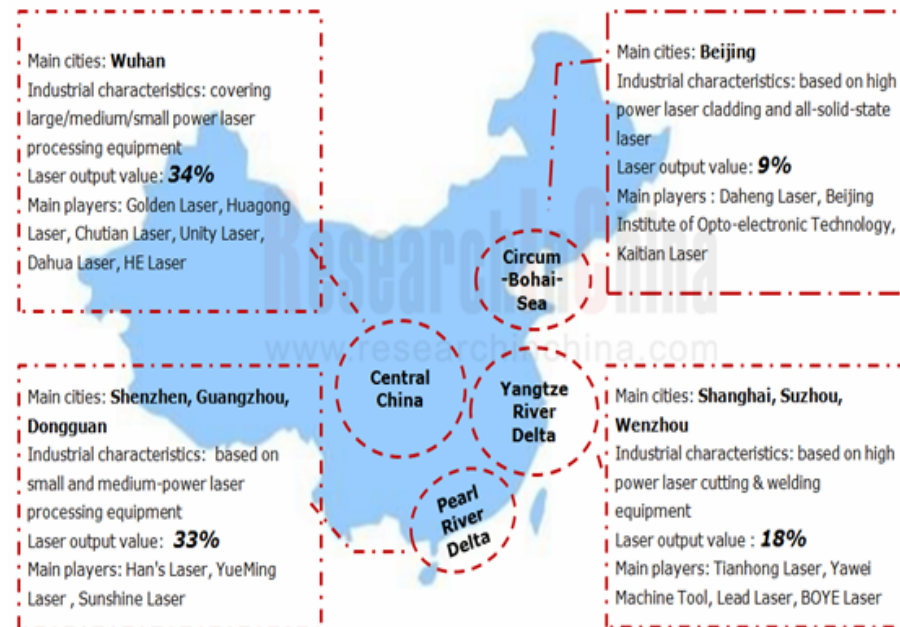 Main cities: Wuhan
Industrial characteristics: covering
large/medium/small power laser
processing equipment
Laser output value: 34%
Main players: Golden Laser, Huagong
Laser, Chutian Laser, Unity Laser,
Dahua Laser, HE Laser
Main cities: Beijing
Industrial characteristics: based on high
power laser cladding and all-solid-state
laser
Laser output value: 9%
Main players : Daheng Laser, Beijing
Institute of Opto-electronic Technology,
Kaitian Laser
Circum
-Bohai-
Sea
ResearchInChina
www.researchinchina.com
Central
China
Yangtze
River
Delta
Pearl
River
Delta
Main cities: Shenzhen, Guangzhou,
Dongguan
Industrial characteristics: based on
small and medium-power laser
processing equipment
Laser output value: 33%
Main players: Han's Laser, YueMing
Laser , Sunshine Laser
Main cities: Shanghai, Suzhou,
Wenzhou
Industrial characteristics: based on high
power laser cutting & welding
equipment
Laser output value : 18%
Main players: Tianhong Laser, Yawei
Machine Tool, Lead Laser, BOYE Laser